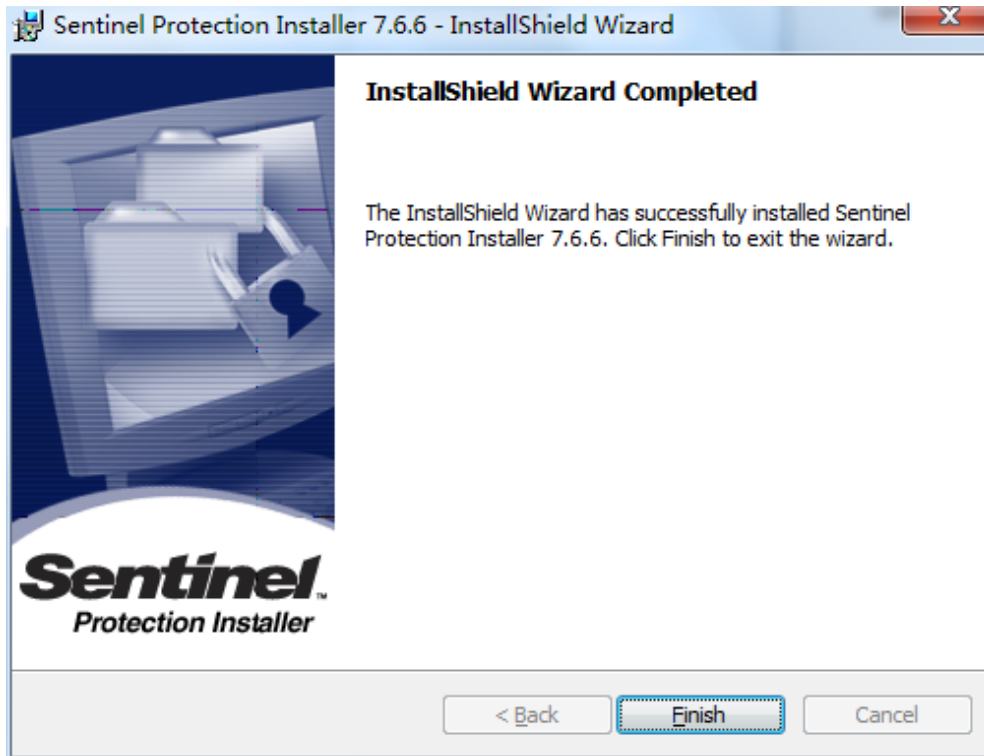 Sentinel Protection Installer 7.6.6 - InstallShield Wizard
x
InstallShield Wizard Completed
The InstallShield Wizard has successfully installed Sentinel
Protection Installer 7.6.6. Click Finish to exit the wizard.
Sentinel™
Protection Installer
< Back
Finish
Cancel